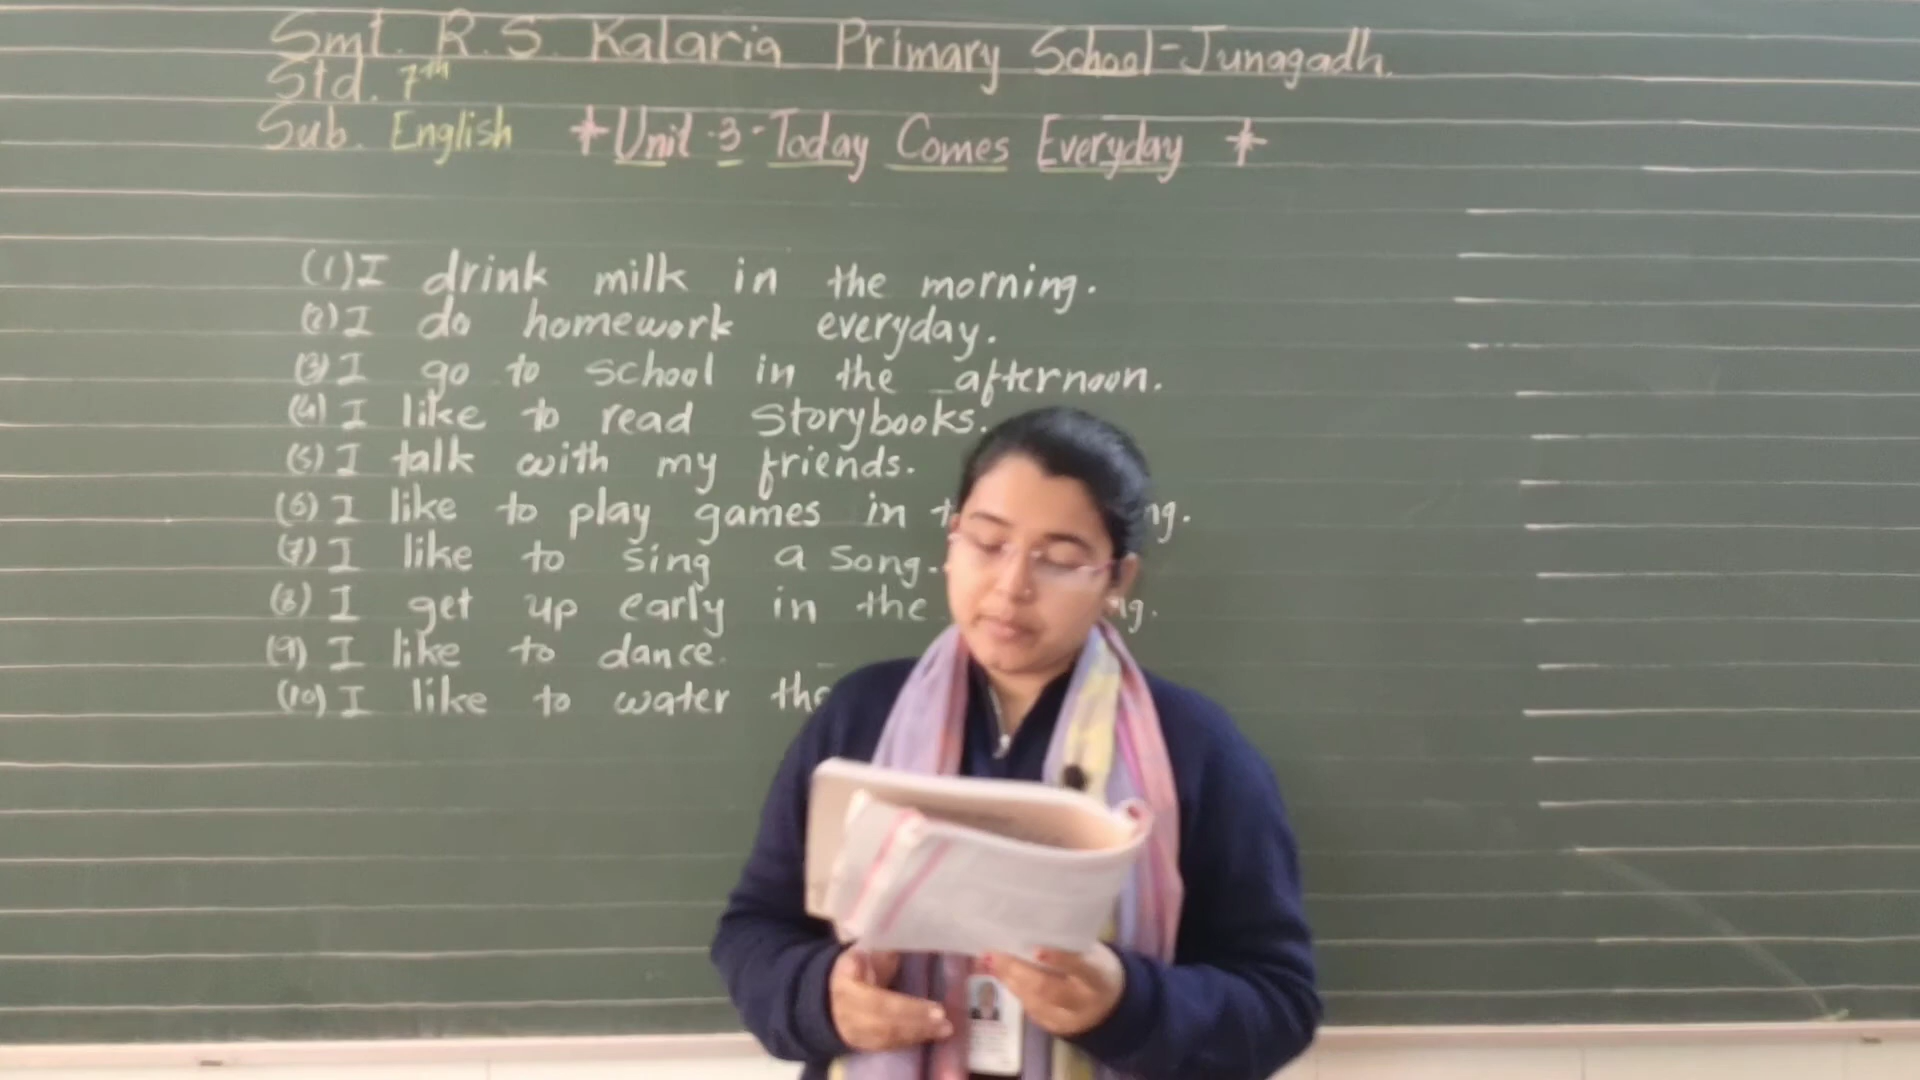 Smt. R.S. Kalaria Primary School-Junagadh.
Std. 7th
Sub. English * Unit-3-Today Comes Everyday *
(1) I drink milk in the morning.
(2) I do homework everyday.
(3) I go to school in the afternoon.
(4) I like to read storybooks.
(5) I talk with my friends.
(6) I like to play games in
(7) I like to sing a song.
(8) I get up early in the
(9) I like to dance.
(10) I like to water the